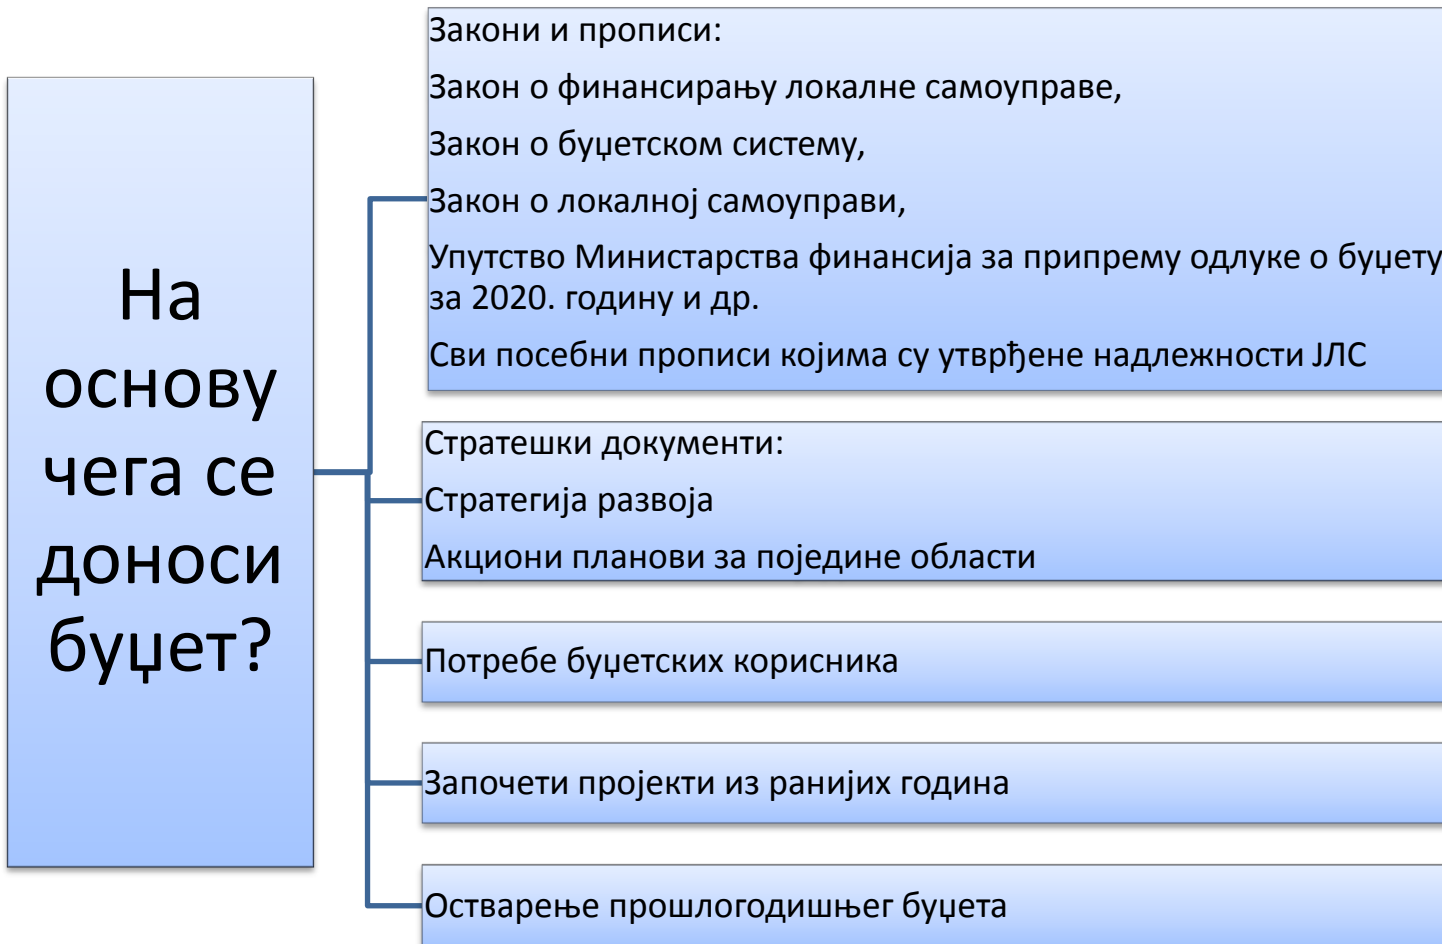 На
основу
чега се
доноси
буџет?
Закони и прописи:
Закон о финансирању локалне самоуправе,
Закон о буџетском систему,
Закон о локалној самоуправи,
Упутство Министарства финансија за припрему одлуке о буџету
за 2020. годину и др.
Сви посебни прописи којима су утврђене надлежности ЈЛС
Стратешки документи:
Стратегија развоја
Акциони планови за поједине области
Потребе буџетских корисника
Започети пројекти из ранијих година
Остварење прошлогодишњег буџета